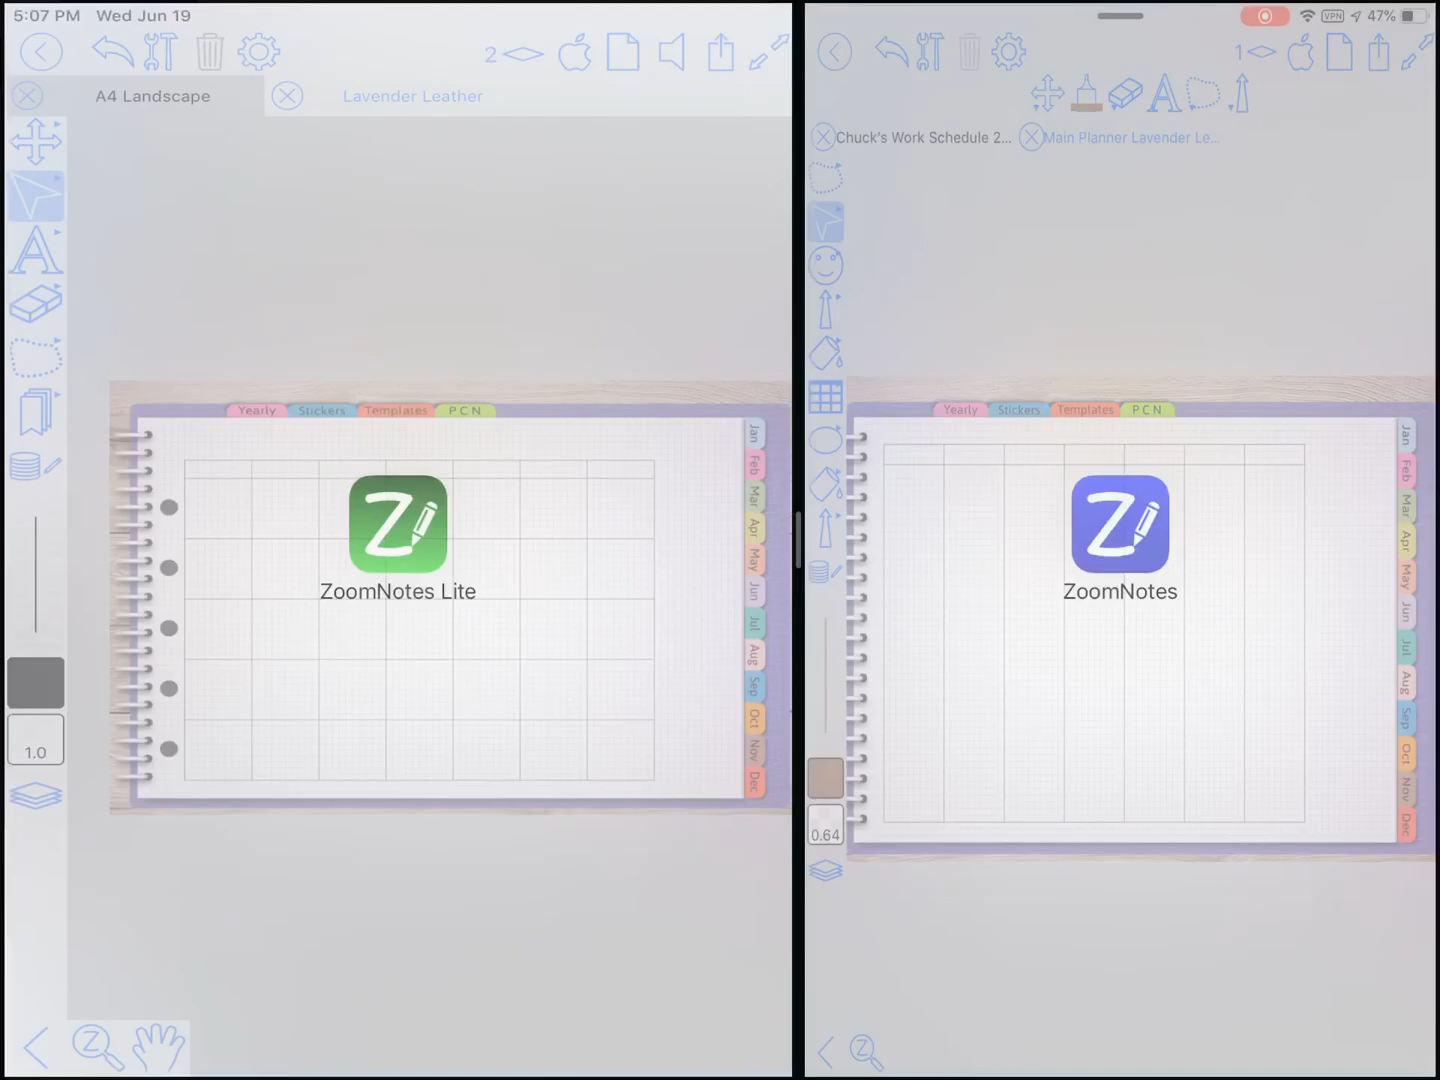 5:07 PM Wed Jun 19
VPN 47%
2
1
A4 Landscape
Lavender Leather
Chuck's Work Schedule 2...
Main Planner Lavender Le...
Yearly Stickers Templates P C N
Jan
Feb
Mar
Apr
May
Jun
Jul
Aug
Sep
Oct
Nov
Dec
ZoomNotes Lite
1.0
Yearly Stickers Templates P C N
Jan
Feb
Mar
Apr
May
Jun
Jul
Aug
Sep
Oct
Nov
Dec
ZoomNotes
0.64